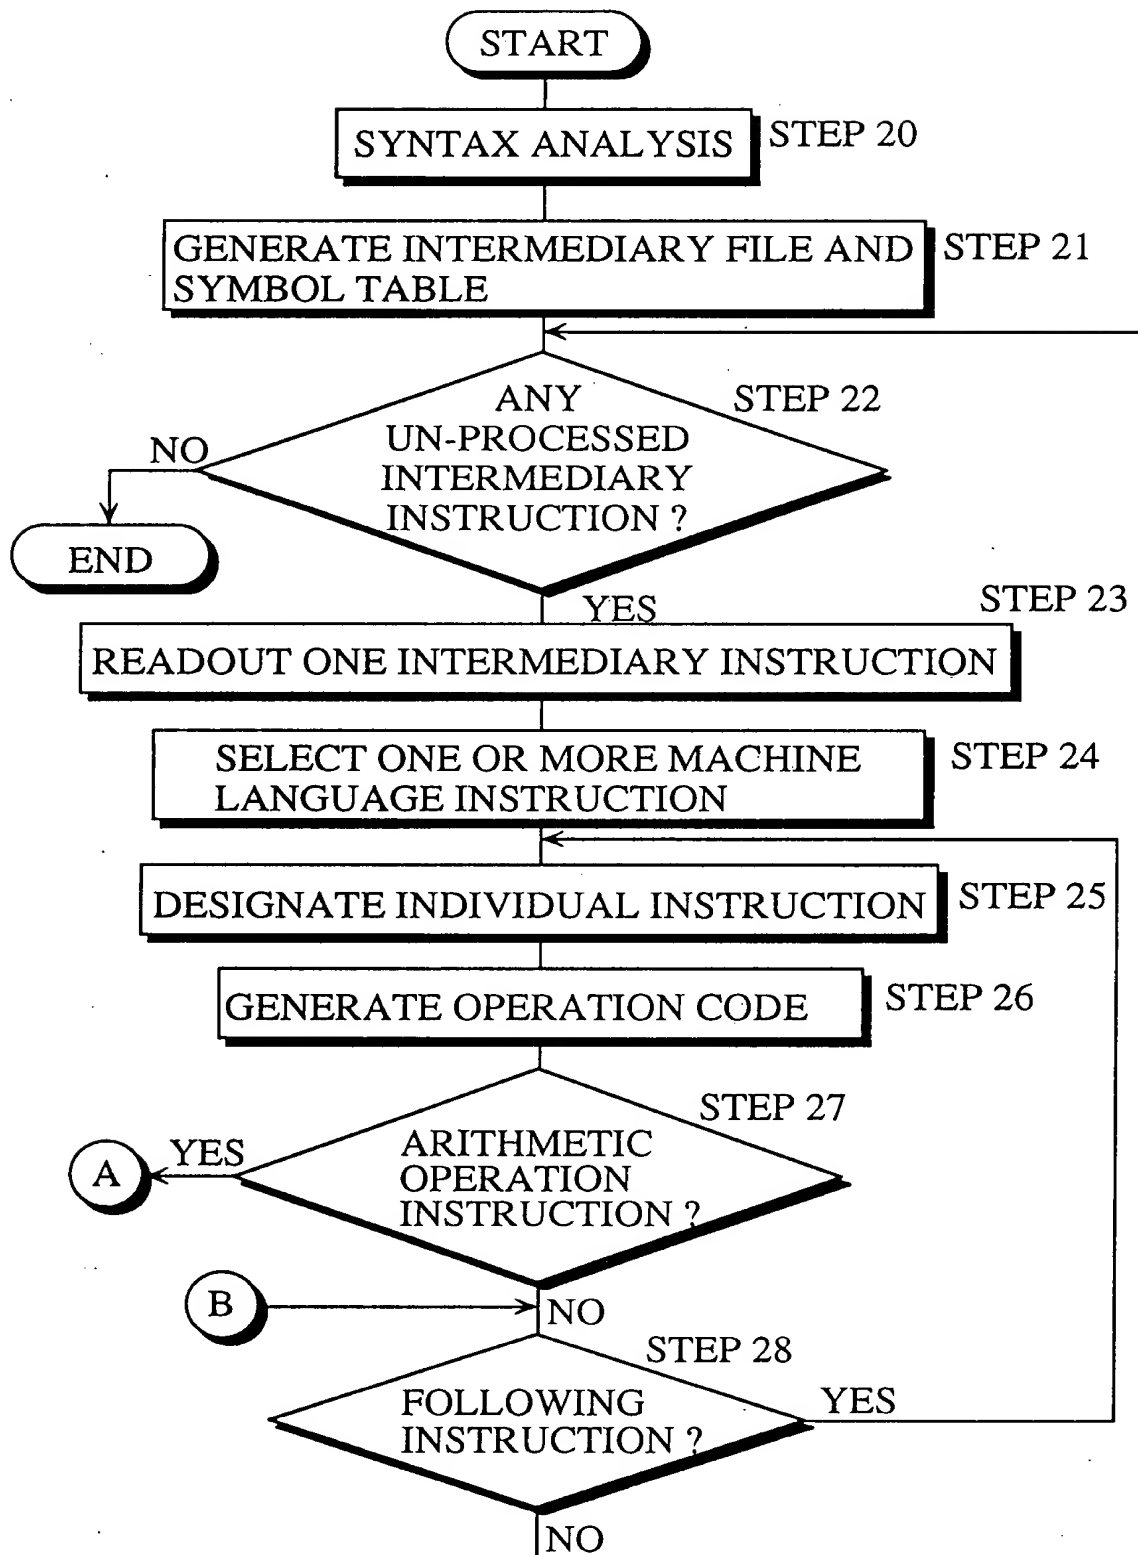 START
SYNTAX ANALYSIS
STEP 20
GENERATE INTERMEDIARY FILE AND
SYMBOL TABLE
STEP 21
ANY
UN-PROCESSED
INTERMEDIARY
INSTRUCTION ?
STEP 22
NO
END
YES
STEP 23
READOUT ONE INTERMEDIARY INSTRUCTION
SELECT ONE OR MORE MACHINE
LANGUAGE INSTRUCTION
STEP 24
DESIGNATE INDIVIDUAL INSTRUCTION
STEP 25
GENERATE OPERATION CODE
STEP 26
STEP 27
ARITHMETIC
OPERATION
INSTRUCTION ?
YES
A
B
NO
STEP 28
FOLLOWING
INSTRUCTION ?
YES
NO